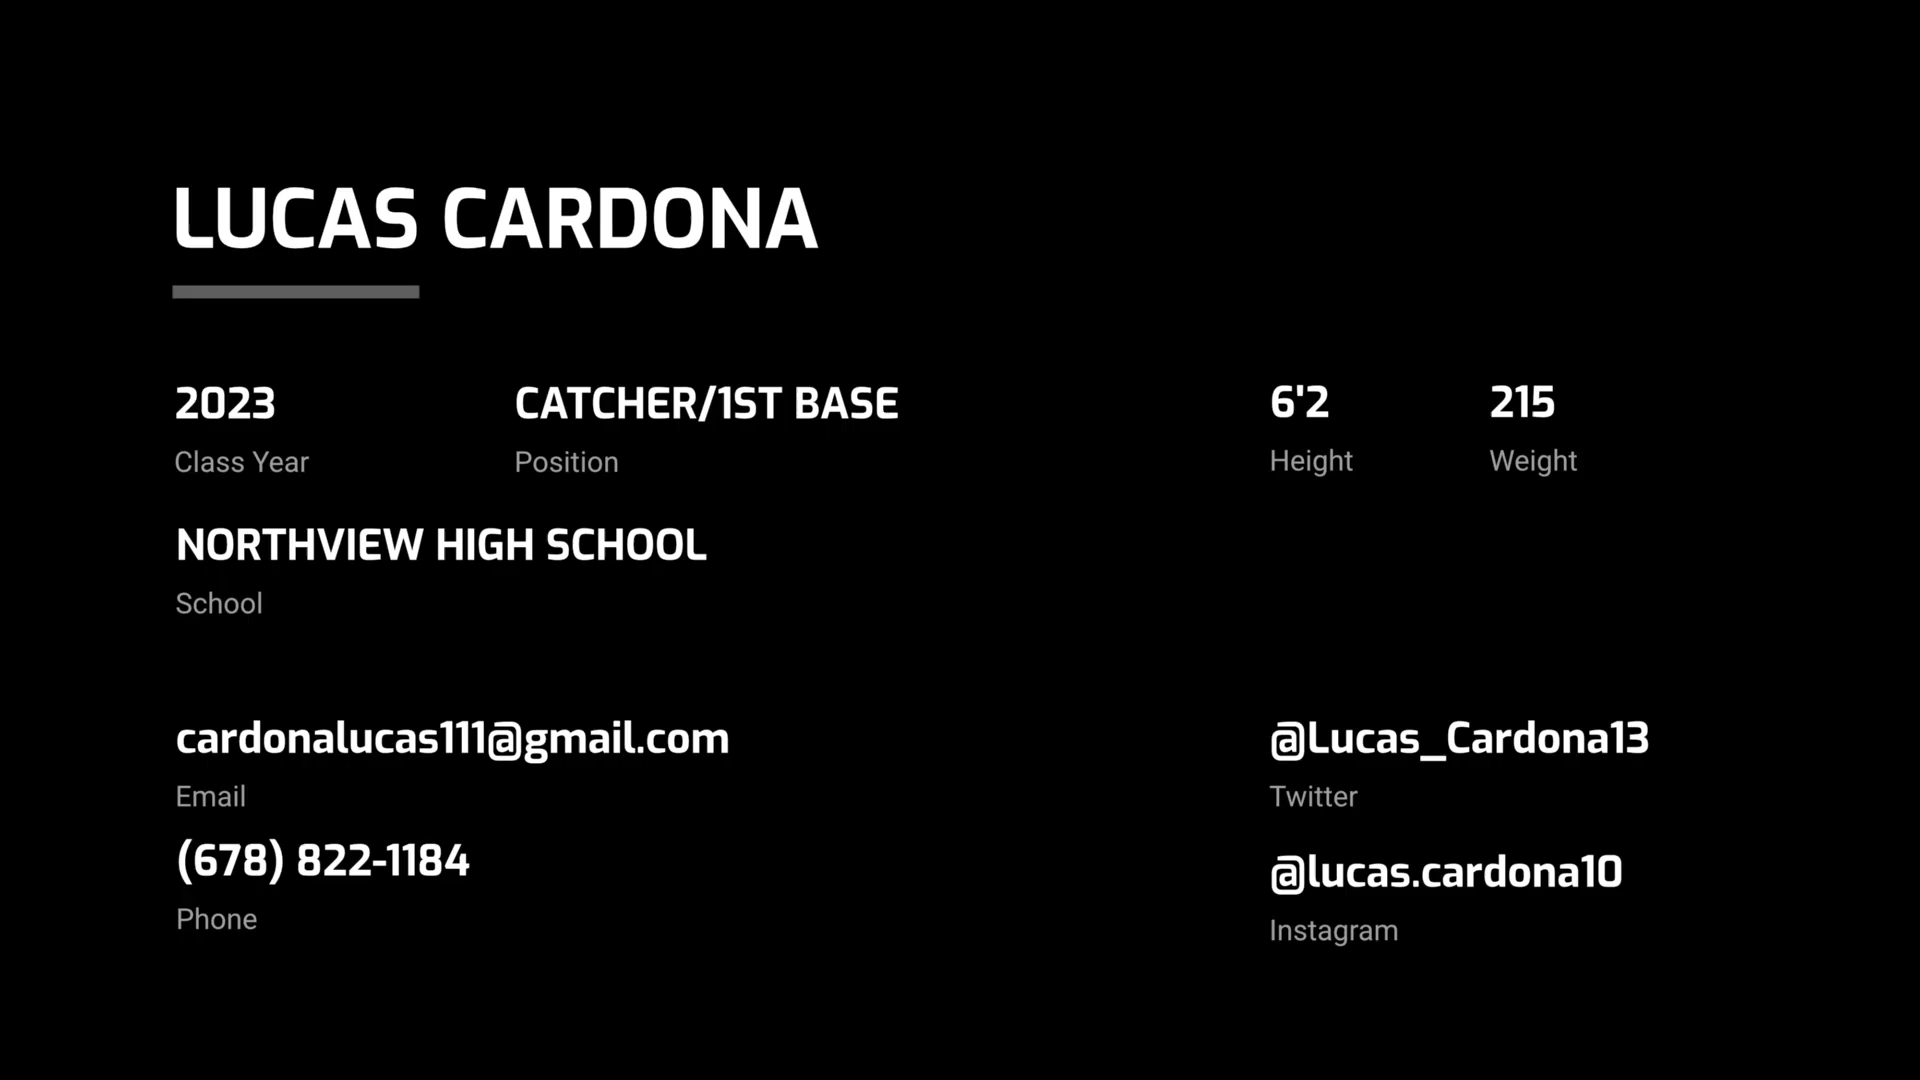 LUCAS CARDONA
2023
Class Year
CATCHER/1ST BASE
Position
6'2
Height
215
Weight
NORTHVIEW HIGH SCHOOL
School
cardonalucas111@gmail.com
Email
(678) 822-1184
Phone
@Lucas_Cardona13
Twitter
@lucas.cardona10
Instagram